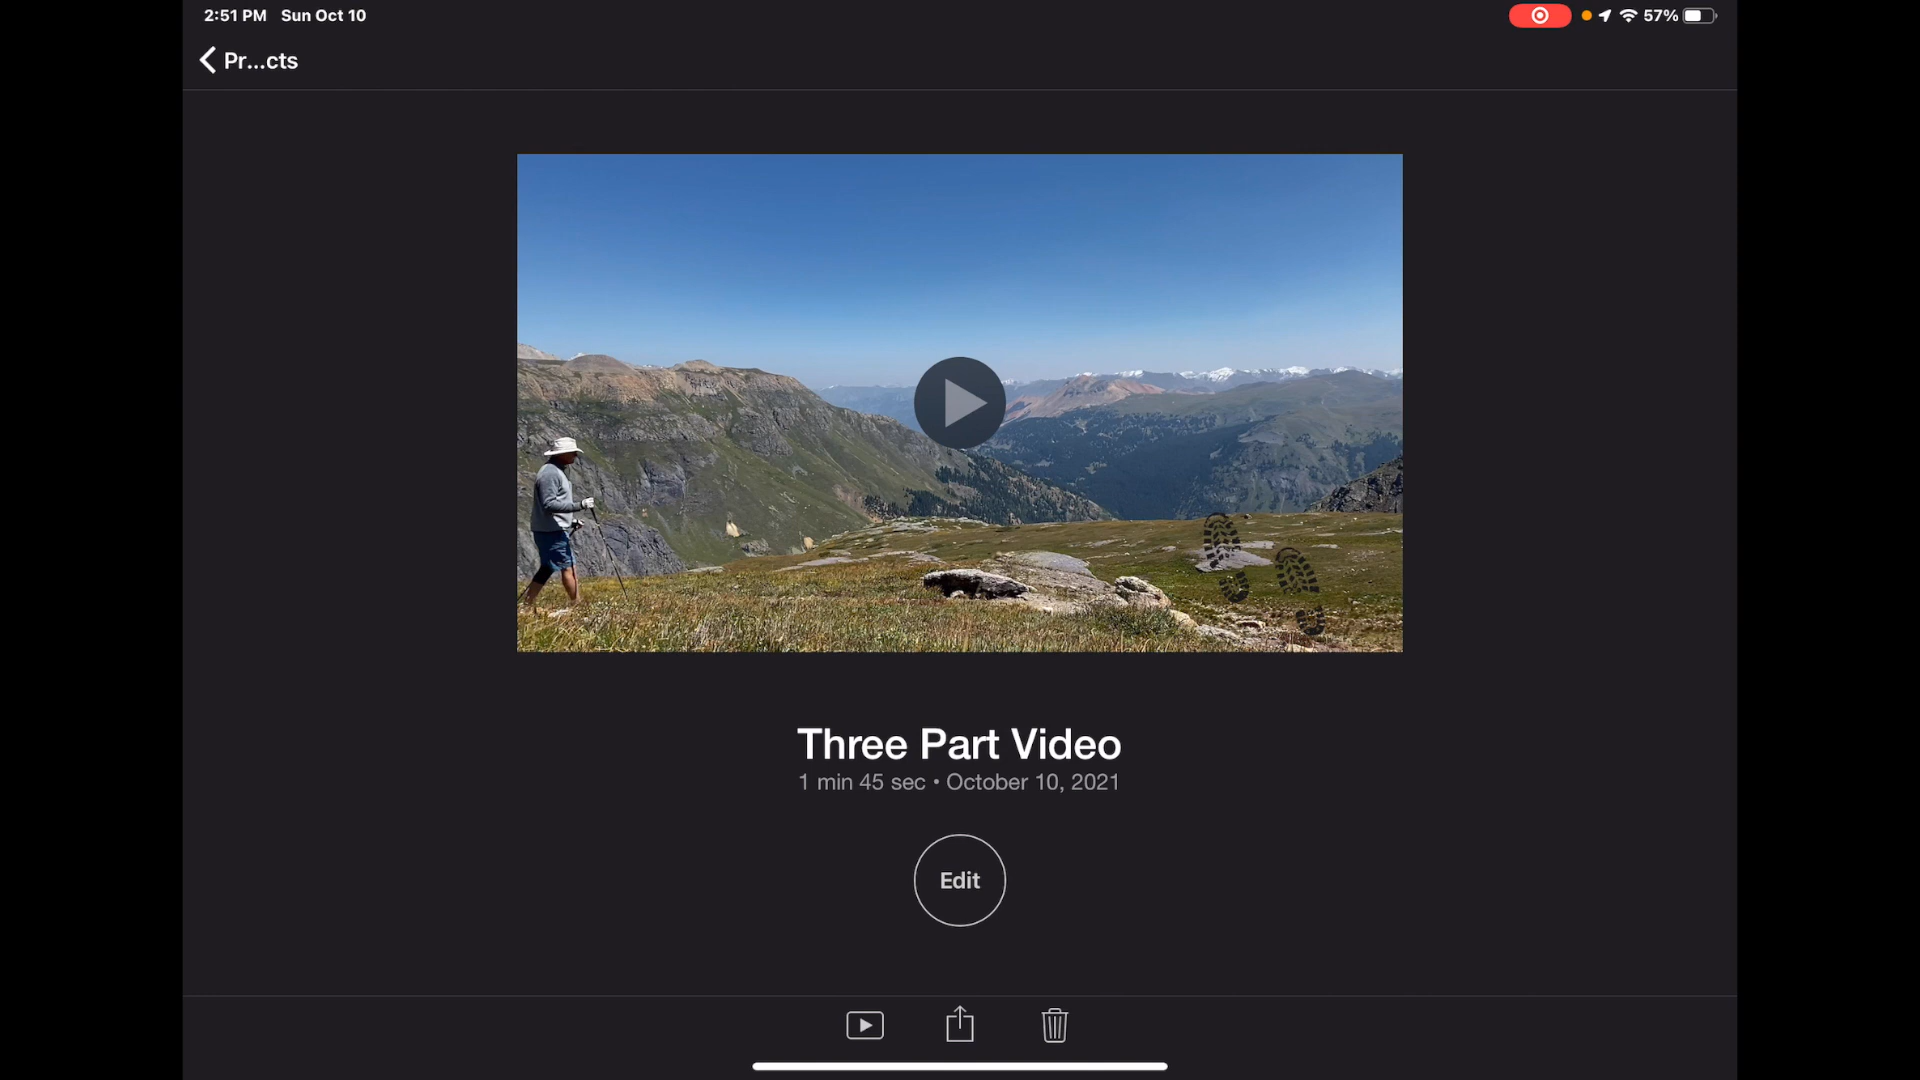 2:51 PM Sun Oct 10
57%
Pr...cts
Three Part Video
1 min 45 sec • October 10, 2021
Edit